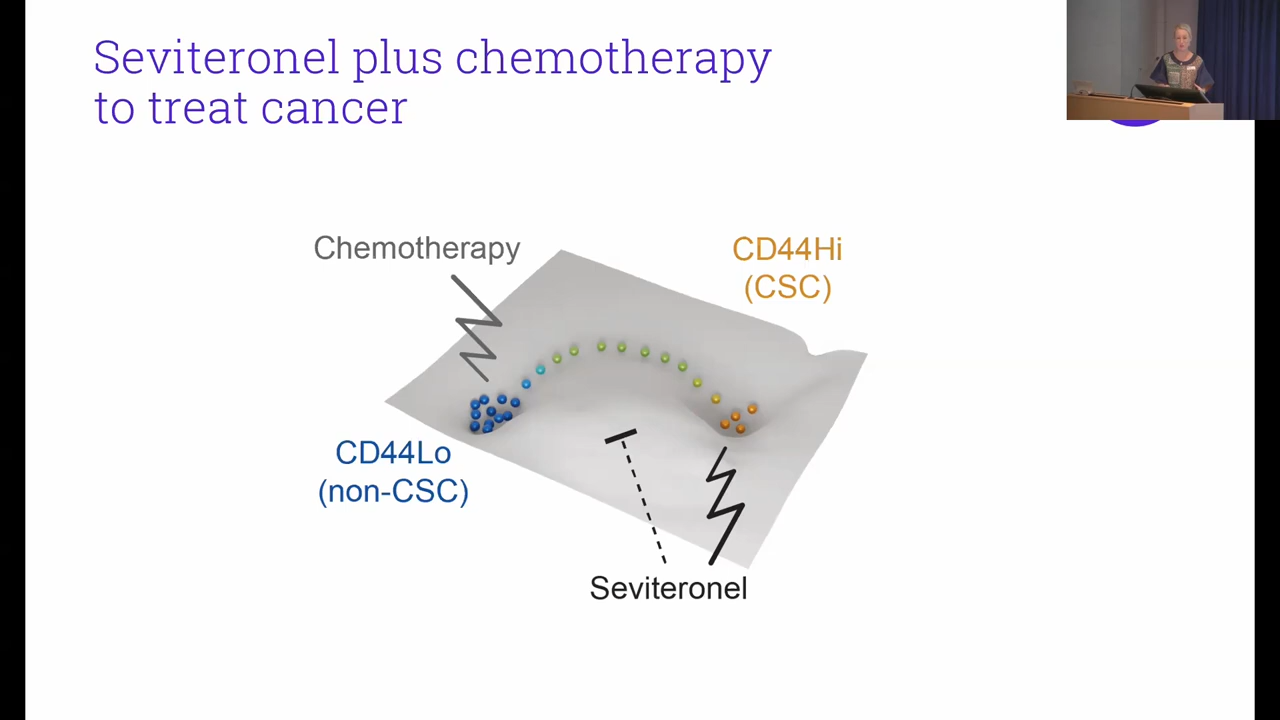 Seviteronel plus chemotherapy
to treat cancer
Chemotherapy
CD44Hi
(CSC)
CD44Lo
(non-CSC)
Seviteronel